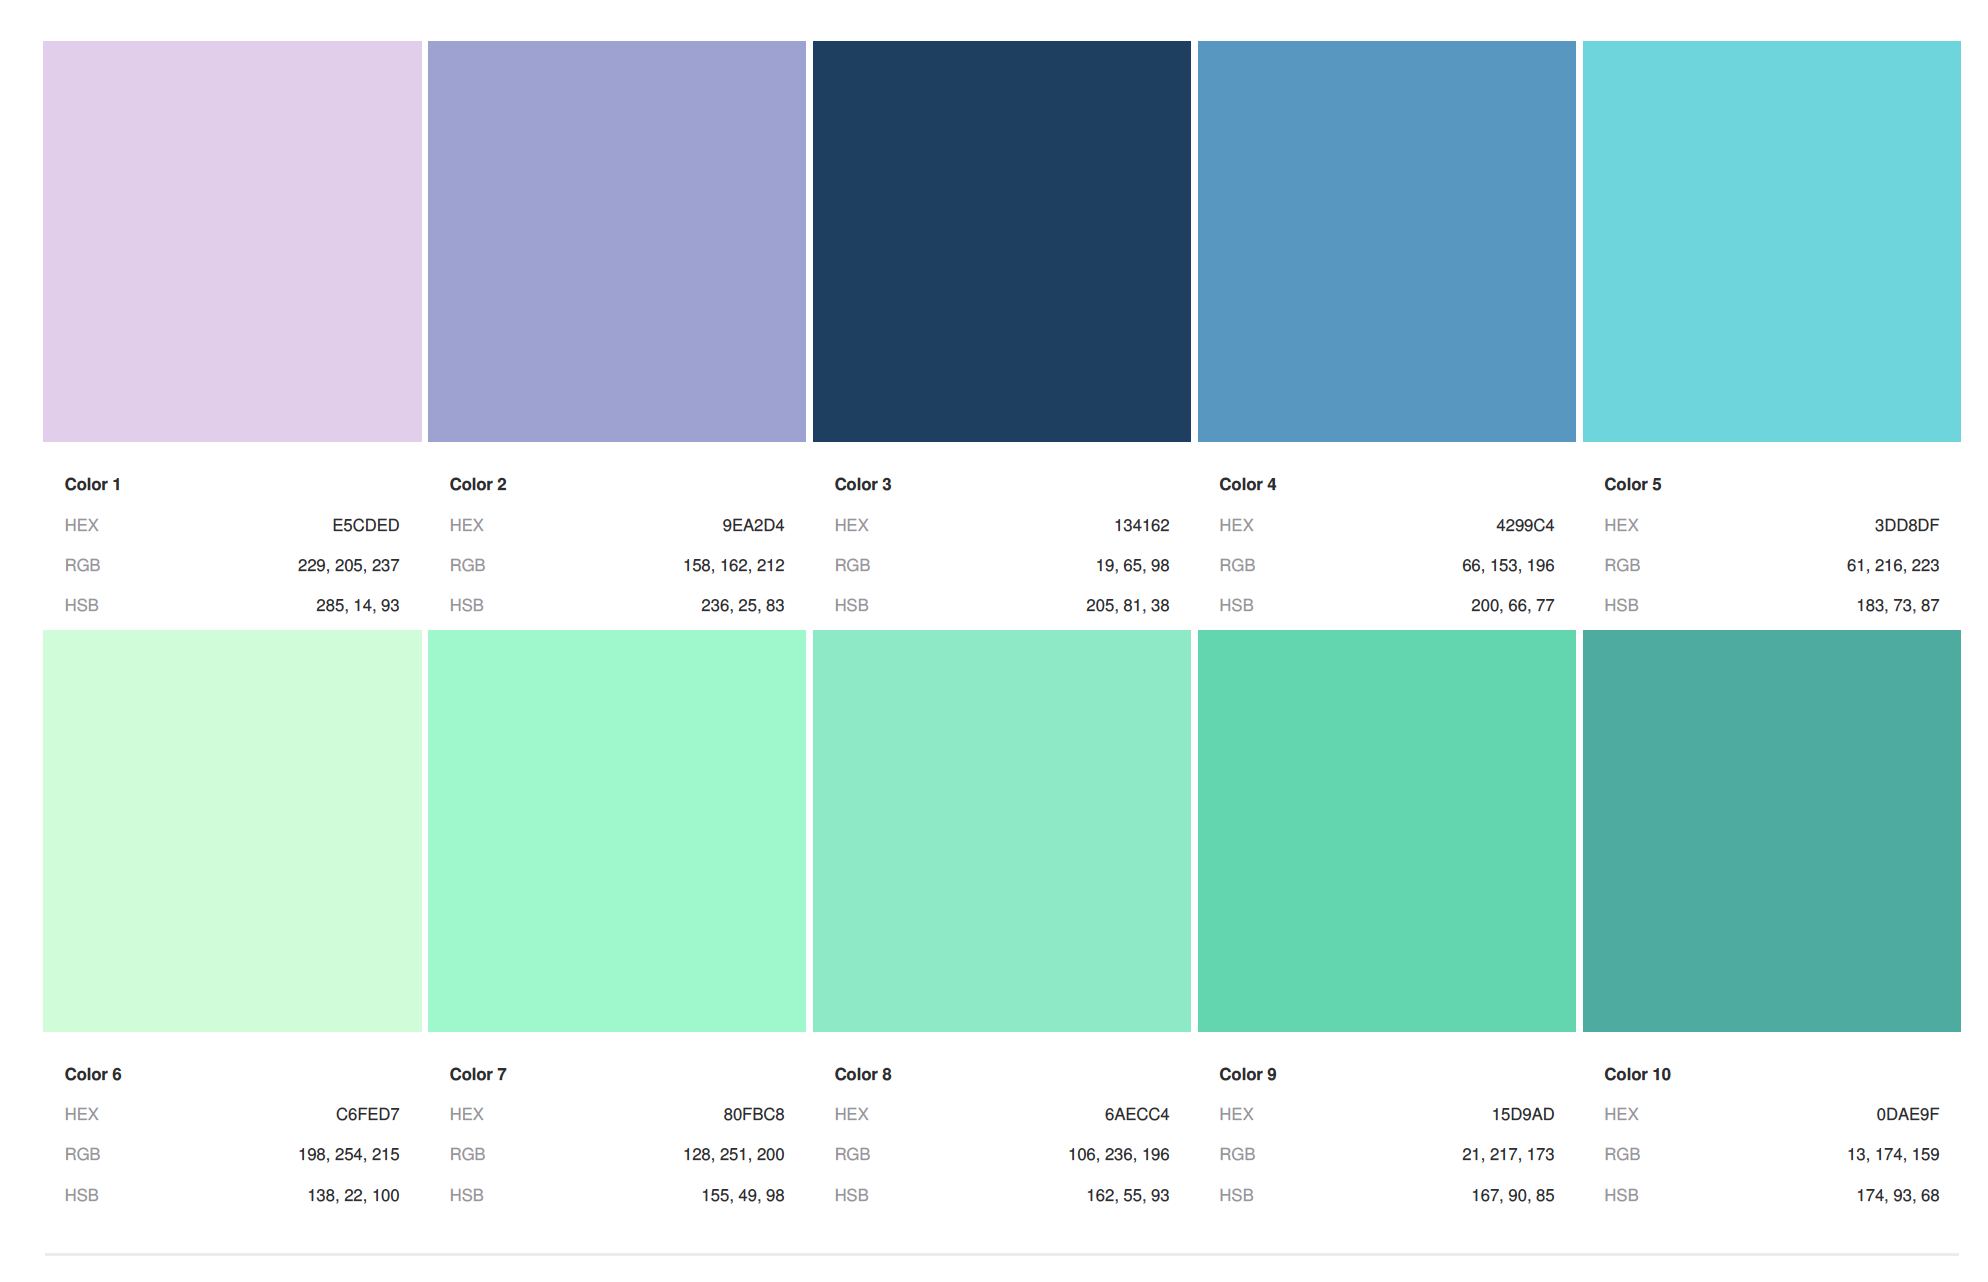 Color 1
HEX E5CDED
RGB 229, 205, 237
HSB 285, 14, 93
Color 2
HEX 9EA2D4
RGB 158, 162, 212
HSB 236, 25, 83
Color 3
HEX 134162
RGB 19, 65, 98
HSB 205, 81, 38
Color 4
HEX 4299C4
RGB 66, 153, 196
HSB 200, 66, 77
Color 5
HEX 3DD8DF
RGB 61, 216, 223
HSB 183, 73, 87
Color 6
HEX C6FED7
RGB 198, 254, 215
HSB 138, 22, 100
Color 7
HEX 80FBC8
RGB 128, 251, 200
HSB 155, 49, 98
Color 8
HEX 6AECC4
RGB 106, 236, 196
HSB 162, 55, 93
Color 9
HEX 15D9AD
RGB 21, 217, 173
HSB 167, 90, 85
Color 10
HEX 0DAE9F
RGB 13, 174, 159
HSB 174, 93, 68